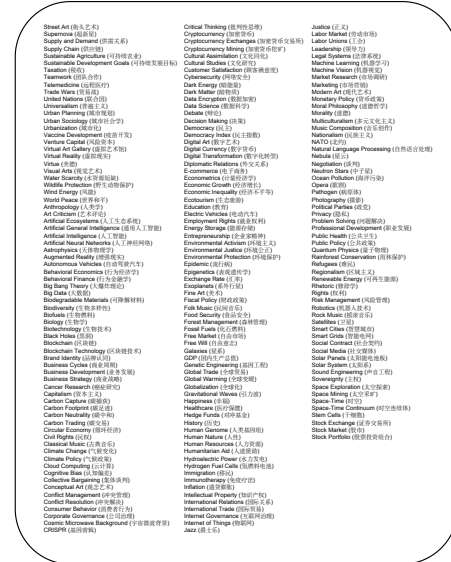 Street Art (街头艺术)
Supernova (超新星)
Supply and Demand (供需关系)
Supply Chain (供应链)
Sustainable Agriculture (可持续农业)
Sustainable Development Goals (可持续发展目标)
Taxation (税收)
Teamwork (团队合作)
Telemedicine (远程医疗)
Trade Wars (贸易战)
United Nations (联合国)
Universalism (普遍主义)
Urban Planning (城市规划)
Urban Sociology (城市社会学)
Urbanization (城市化)
Vaccine Development (疫苗开发)
Venture Capital (风险资本)
Virtual Art Gallery (虚拟艺术馆)
Virtual Reality (虚拟现实)
Virtue (美德)
Visual Arts (视觉艺术)
Water Scarcity (水资源短缺)
Wildlife Protection (野生动物保护)
Wind Energy (风能)
World Peace (世界和平)
Anthropology (人类学)
Art Criticism (艺术评论)
Artificial Ecosystems (人工生态系统)
Artificial General Intelligence (通用人工智能)
Artificial Intelligence (人工智能)
Artificial Neural Networks (人工神经网络)
Astrophysics (天体物理学)
Augmented Reality (增强现实)
Autonomous Vehicles (自动驾驶汽车)
Behavioral Economics (行为经济学)
Behavioral Finance (行为金融学)
Big Bang Theory (大爆炸理论)
Big Data (大数据)
Biodegradable Materials (可降解材料)
Biodiversity (生物多样性)
Biofuels (生物燃料)
Biology (生物学)
Biotechnology (生物技术)
Black Holes (黑洞)
Blockchain (区块链)
Blockchain Technology (区块链技术)
Brand Identity (品牌认同)
Business Cycles (商业周期)
Business Development (业务发展)
Business Strategy (商业战略)
Cancer Research (癌症研究)
Capitalism (资本主义)
Carbon Capture (碳捕获)
Carbon Footprint (碳足迹)
Carbon Neutrality (碳中和)
Carbon Trading (碳交易)
Circular Economy (循环经济)
Civil Rights (民权)
Classical Music (古典音乐)
Climate Change (气候变化)
Climate Policy (气候政策)
Cloud Computing (云计算)
Cognitive Bias (认知偏差)
Collective Bargaining (集体谈判)
Conceptual Art (观念艺术)
Conflict Management (冲突管理)
Conflict Resolution (冲突解决)
Consumer Behavior (消费者行为)
Corporate Governance (公司治理)
Cosmic Microwave Background (宇宙微波背景)
CRISPR (基因剪辑)
Critical Thinking (批判性思维)
Cryptocurrency (加密货币)
Cryptocurrency Exchanges (加密货币交易所)
Cryptocurrency Mining (加密货币挖矿)
Cultural Assimilation (文化同化)
Cultural Studies (文化研究)
Customer Satisfaction (顾客满意度)
Cybersecurity (网络安全)
Dark Energy (暗能量)
Dark Matter (暗物质)
Data Encryption (数据加密)
Data Science (数据科学)
Debate (辩论)
Decision Making (决策)
Democracy (民主)
Democracy Index (民主指数)
Digital Art (数字艺术)
Digital Currency (数字货币)
Digital Transformation (数字化转型)
Diplomatic Relations (外交关系)
E-commerce (电子商务)
Econometrics (计量经济学)
Economic Growth (经济增长)
Economic Inequality (经济不平等)
Ecotourism (生态旅游)
Education (教育)
Electric Vehicles (电动汽车)
Employment Rights (就业权利)
Energy Storage (能源存储)
Entrepreneurship (企业家精神)
Environmental Activism (环境主义)
Environmental Justice (环境正义)
Environmental Protection (环境保护)
Epidemic (流行病)
Epigenetics (表观遗传学)
Exchange Rate (汇率)
Exoplanets (系外行星)
Fine Art (美术)
Fiscal Policy (财政政策)
Folk Music (民间音乐)
Food Security (食品安全)
Forest Management (森林管理)
Fossil Fuels (化石燃料)
Free Market (自由市场)
Free Will (自由意志)
Galaxies (星系)
GDP (国内生产总值)
Genetic Engineering (基因工程)
Global Trade (全球贸易)
Global Warming (全球变暖)
Globalization (全球化)
Gravitational Waves (引力波)
Happiness (幸福)
Healthcare (医疗保健)
Hedge Funds (对冲基金)
History (历史)
Human Genome (人类基因组)
Human Nature (人性)
Human Resources (人力资源)
Humanitarian Aid (人道援助)
Hydroelectric Power (水力发电)
Hydrogen Fuel Cells (氢燃料电池)
Immigration (移民)
Immunotherapy (免疫疗法)
Inflation (通货膨胀)
Intellectual Property (知识产权)
International Relations (国际关系)
International Trade (国际贸易)
Internet Governance (互联网治理)
Internet of Things (物联网)
Jazz (爵士乐)
Justice (正义)
Labor Market (劳动市场)
Labor Unions (工会)
Leadership (领导力)
Legal Systems (法律系统)
Machine Learning (机器学习)
Machine Vision (机器视觉)
Market Research (市场调研)
Marketing (市场营销)
Modern Art (现代艺术)
Monetary Policy (货币政策)
Moral Philosophy (道德哲学)
Morality (道德)
Multiculturalism (多元文化主义)
Music Composition (音乐创作)
Nationalism (民族主义)
NATO (北约)
Natural Language Processing (自然语言处理)
Nebula (星云)
Negotiation (谈判)
Neutron Stars (中子星)
Ocean Pollution (海洋污染)
Opera (歌剧)
Pathogen (病原体)
Photography (摄影)
Political Parties (政党)
Privacy (隐私)
Problem Solving (问题解决)
Professional Development (职业发展)
Public Health (公共卫生)
Public Policy (公共政策)
Quantum Physics (量子物理)
Rainforest Conservation (雨林保护)
Refugees (难民)
Regionalism (区域主义)
Renewable Energy (可再生能源)
Rhetoric (修辞学)
Rights (权利)
Risk Management (风险管理)
Robotics (机器人技术)
Rock Music (摇滚音乐)
Satellites (卫星)
Smart Cities (智慧城市)
Smart Grids (智能电网)
Social Contract (社会契约)
Social Media (社交媒体)
Solar Panels (太阳能电池板)
Solar System (太阳系)
Sound Engineering (声音工程)
Sovereignty (主权)
Space Exploration (太空探索)
Space Mining (太空采矿)
Space-Time (时空)
Space-Time Continuum (时空连续体)
Stem Cells (干细胞)
Stock Exchange (证券交易所)
Stock Market (股市)
Stock Portfolio (股票投资组合)